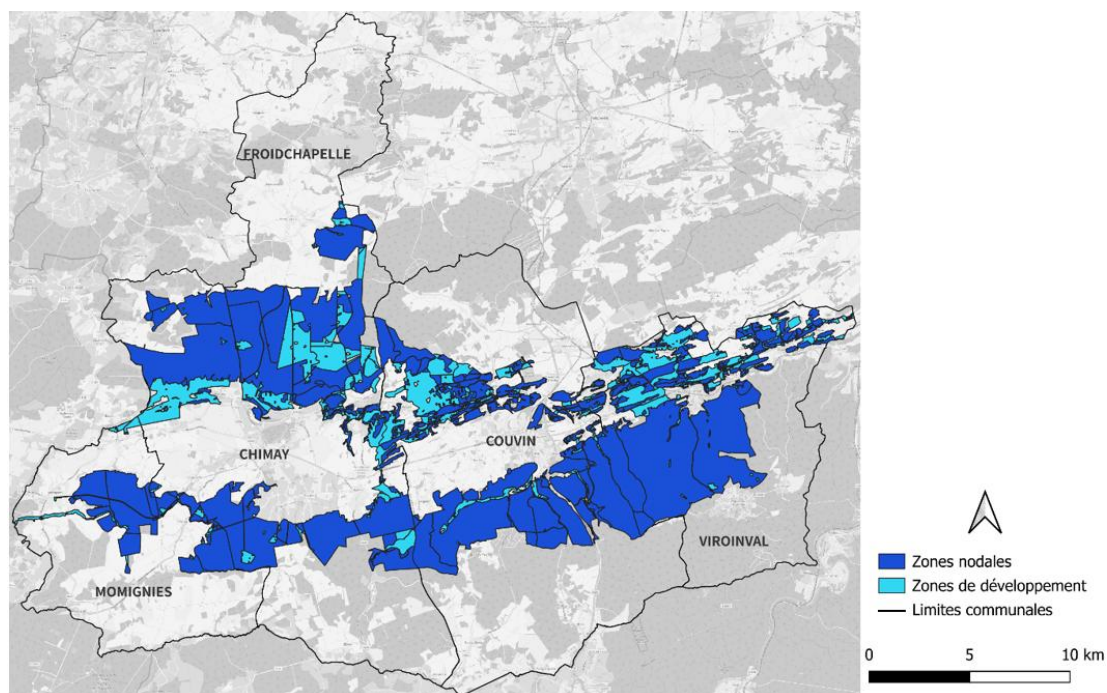 FROIDCHAPELLE
CHIMAY
COUVIN
MOMIGNIES
VIROINVAL
Zones nodales
Zones de développement
Limites communales
0 5 10 km